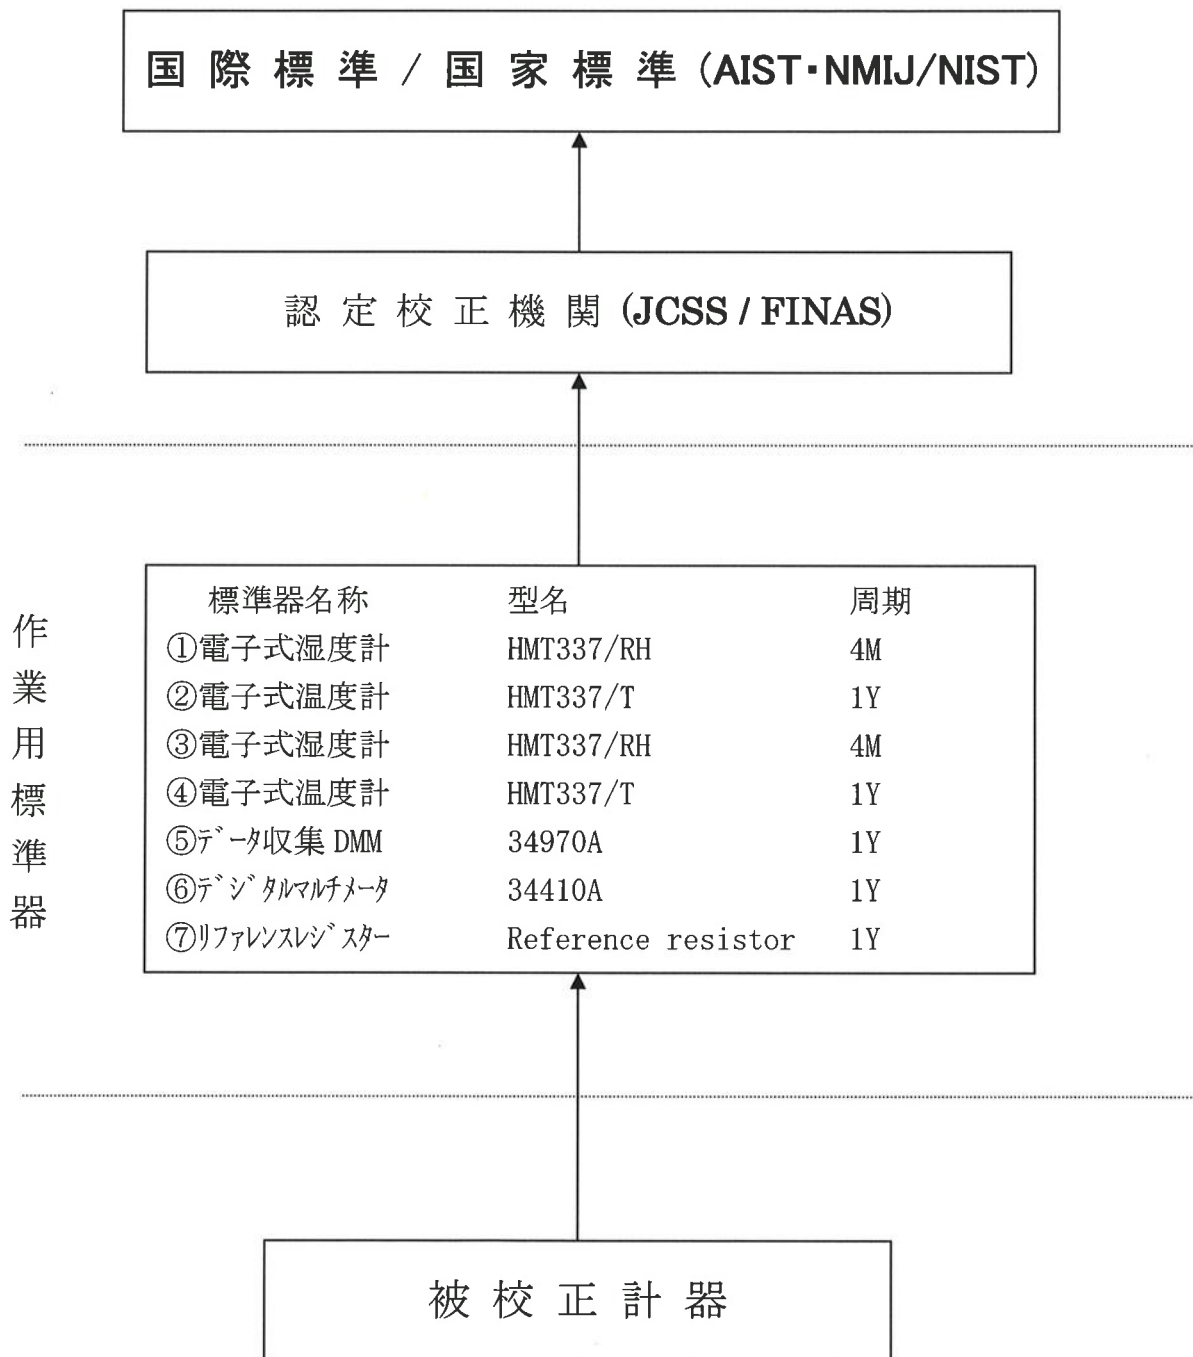 国際標準/国家標準(AIST・NMIJ/NIST)
認定校正機関(JCSS / FINAS)
作業用標準器
標準器名称 型名 周期
①電子式湿度計 HMT337/RH 4M
②電子式温度計 HMT337/T 1Y
③電子式湿度計 HMT337/RH 4M
④電子式温度計 HMT337/T 1Y
⑤データ収集 DMM 34970A 1Y
⑥デジタルマルチメータ 34410A 1Y
⑦リファレンスレジスター Reference resistor 1Y
被校正計器